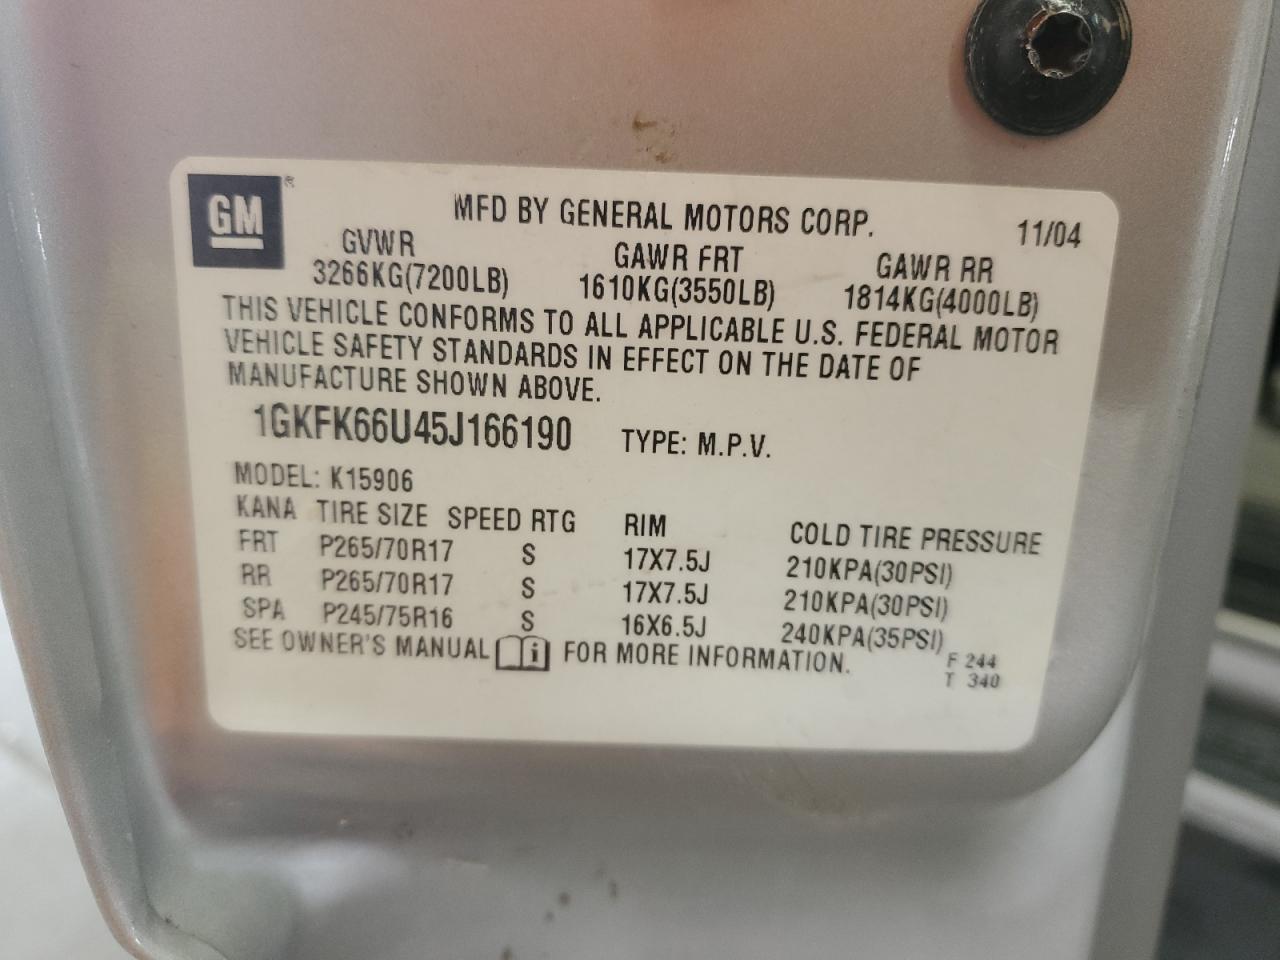 GM ®
MFD BY GENERAL MOTORS CORP. 11/04
GVWR GAWR FRT GAWR RR
3266KG(7200LB) 1610KG(3550LB) 1814KG(4000LB)
THIS VEHICLE CONFORMS TO ALL APPLICABLE U.S. FEDERAL MOTOR
VEHICLE SAFETY STANDARDS IN EFFECT ON THE DATE OF
MANUFACTURE SHOWN ABOVE.
1GKFK66U45J166190 TYPE: M.P.V.
MODEL: K15906
KANA TIRE SIZE SPEED RTG RIM COLD TIRE PRESSURE
FRT P265/70R17 S 17X7.5J 210KPA(30PSI)
RR P265/70R17 S 17X7.5J 210KPA(30PSI)
SPA P245/75R16 S 16X6.5J 240KPA(35PSI)
SEE OWNER'S MANUAL i FOR MORE INFORMATION.
F 244
T 340